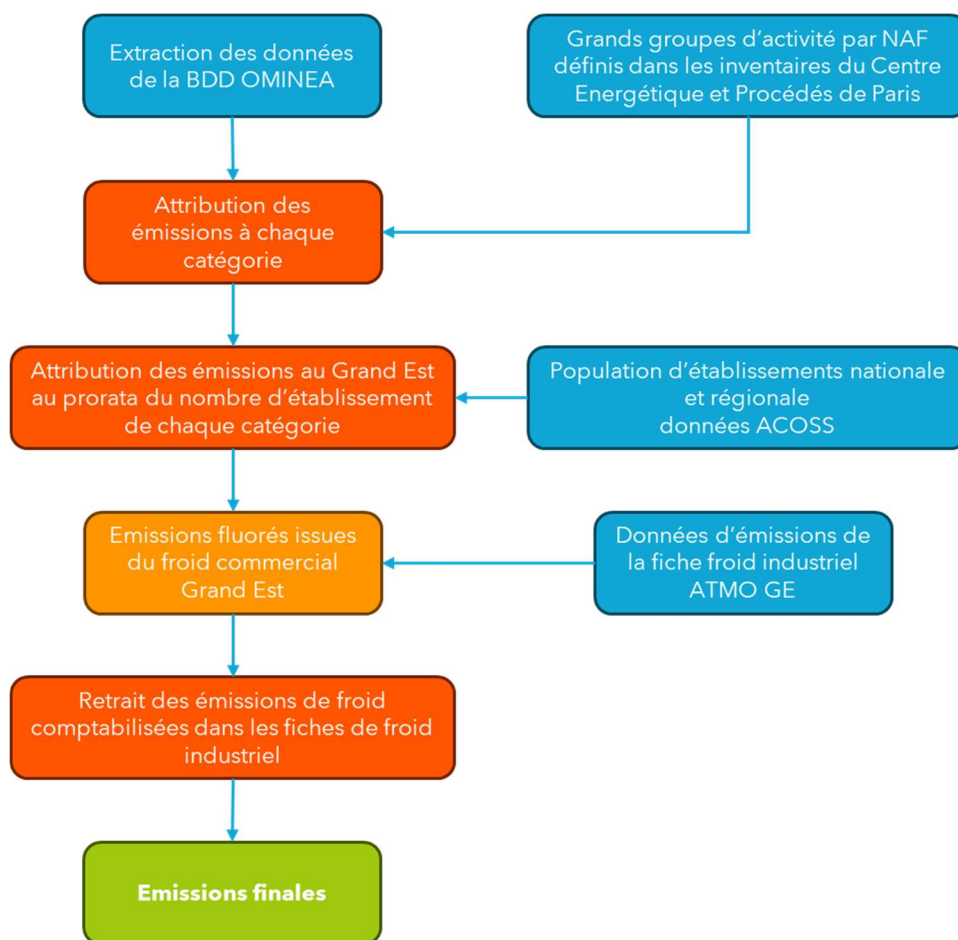 Extraction des données
de la BDD OMINEA
Grands groupes d'activité par NAF
définis dans les inventaires du Centre
Energétique et Procédés de Paris
Attribution des
émissions à chaque
catégorie
Attribution des émissions au Grand Est
au prorata du nombre d'établissement
de chaque catégorie
Population d'établissements nationale
et régionale
données ACOSS
Emissions fluorés issues
du froid commercial
Grand Est
Données d'émissions de
la fiche froid industriel
ATMO GE
Retrait des émissions de froid
comptabilisées dans les fiches de froid
industriel
Emissions finales